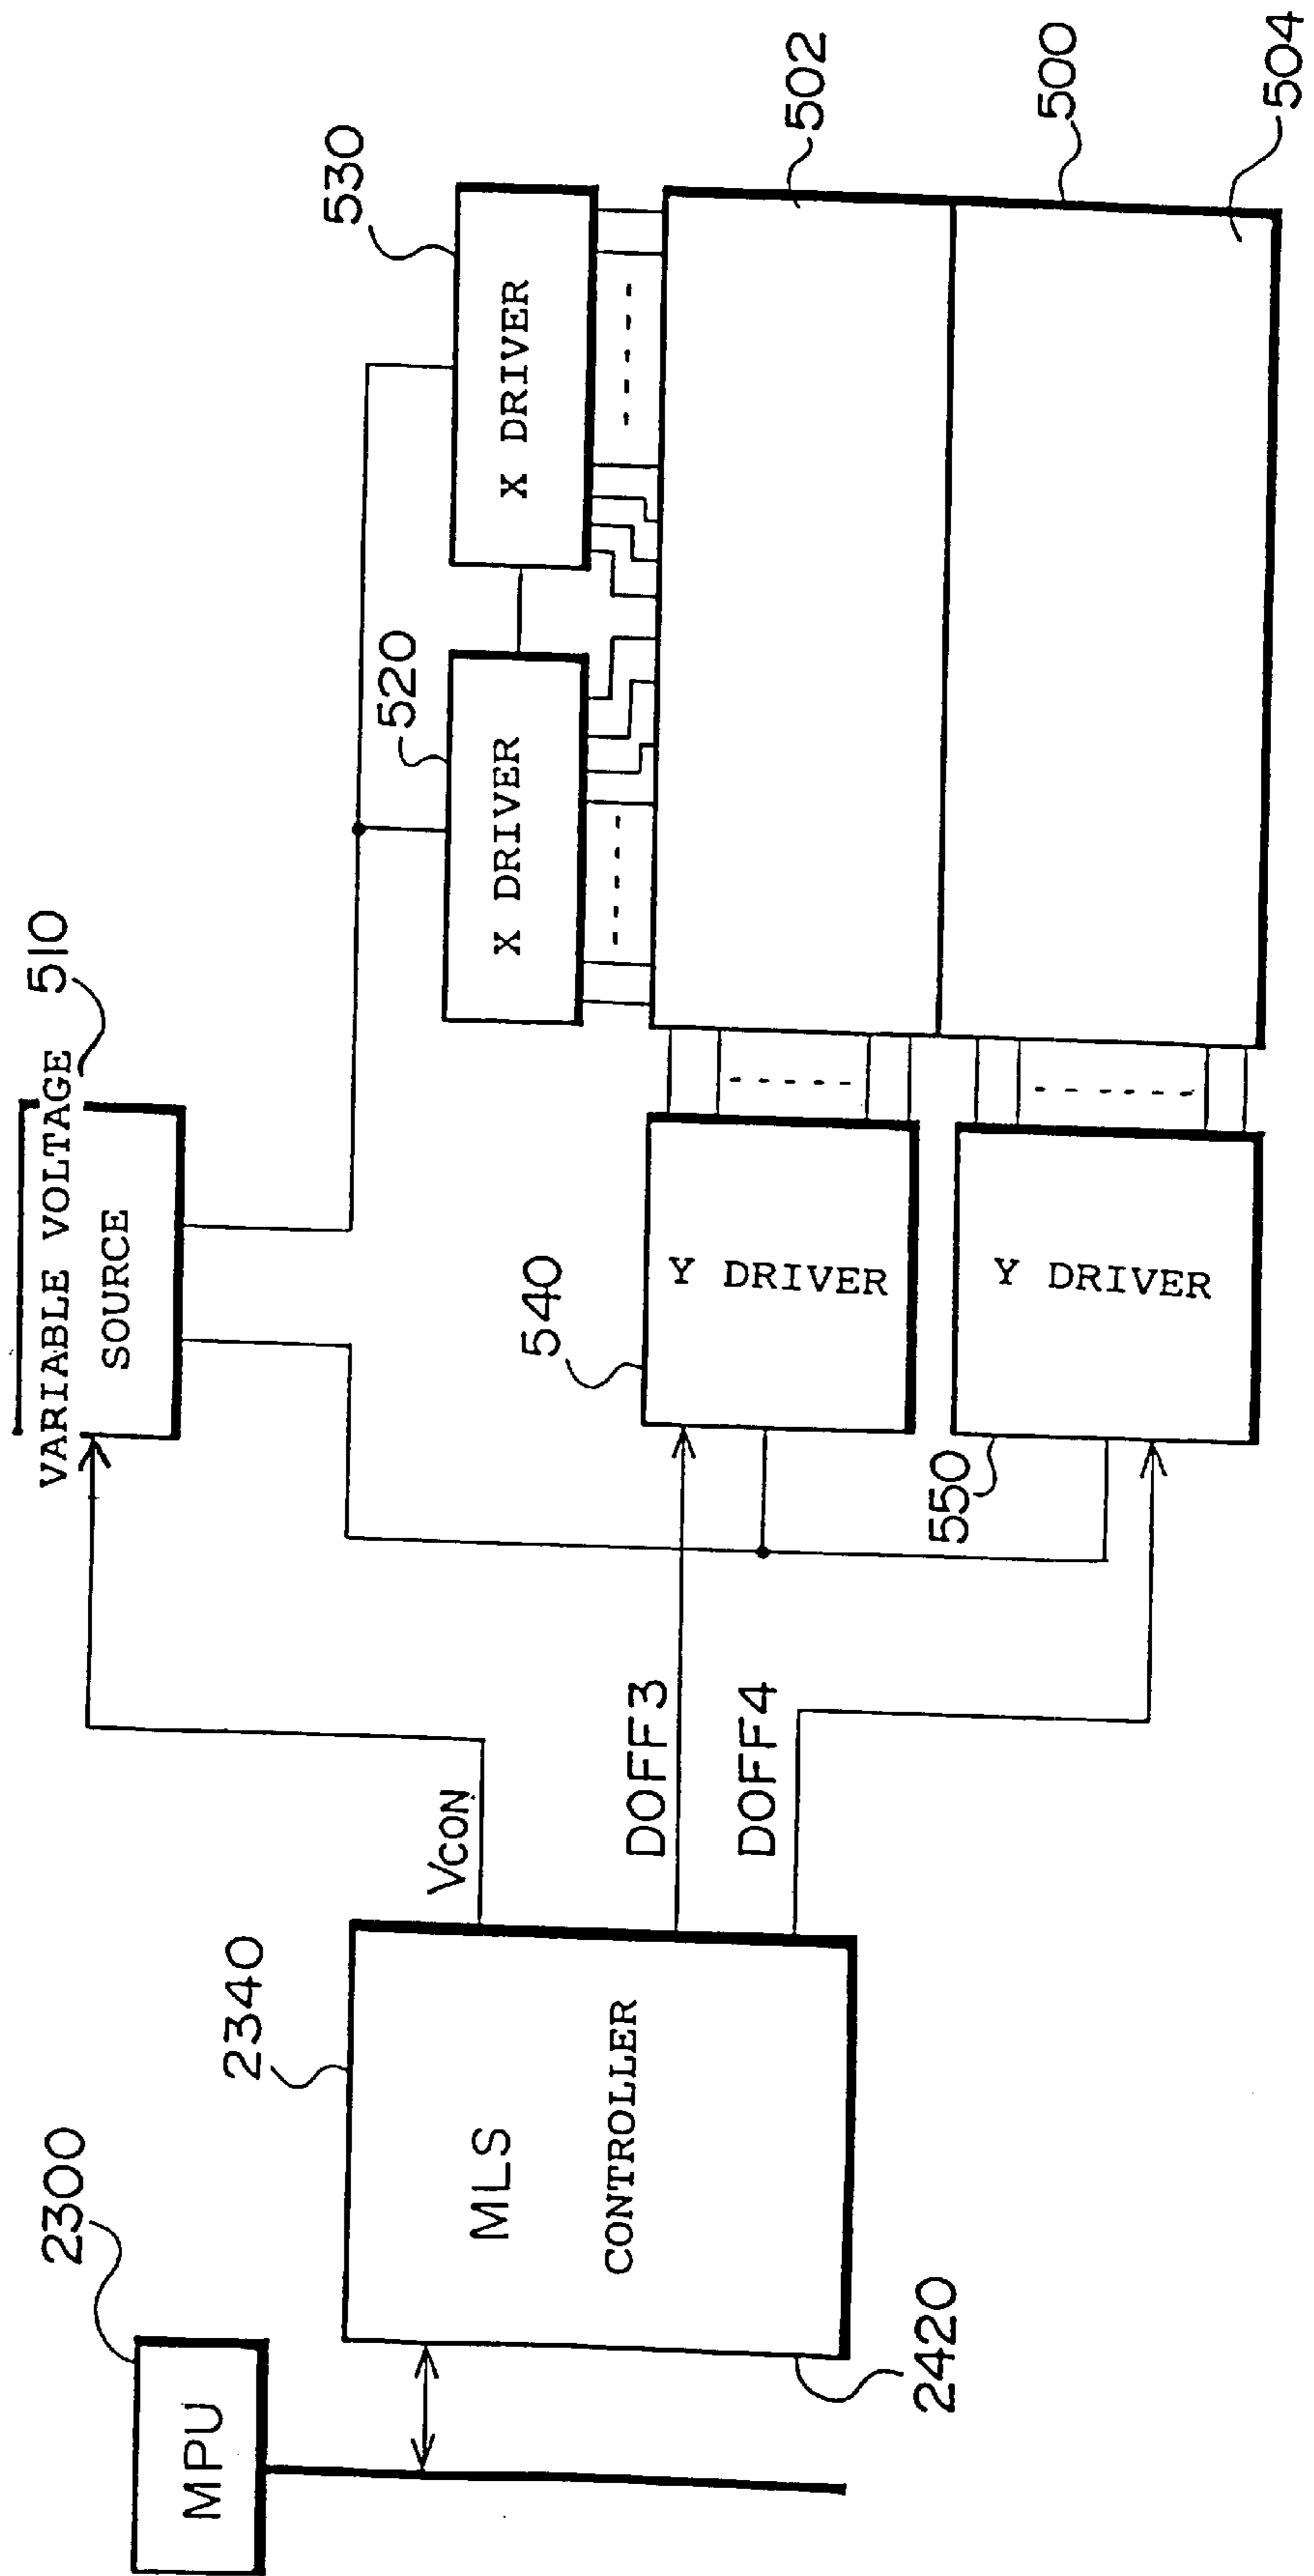 VARIABLE VOLTAGE
SOURCE
510
530
X DRIVER
520
X DRIVER
502
500
504
540
Y DRIVER
550
Y DRIVER
2300
MPU
2340
MLS
CONTROLLER
2420
VCON
DOFF3
DOFF4